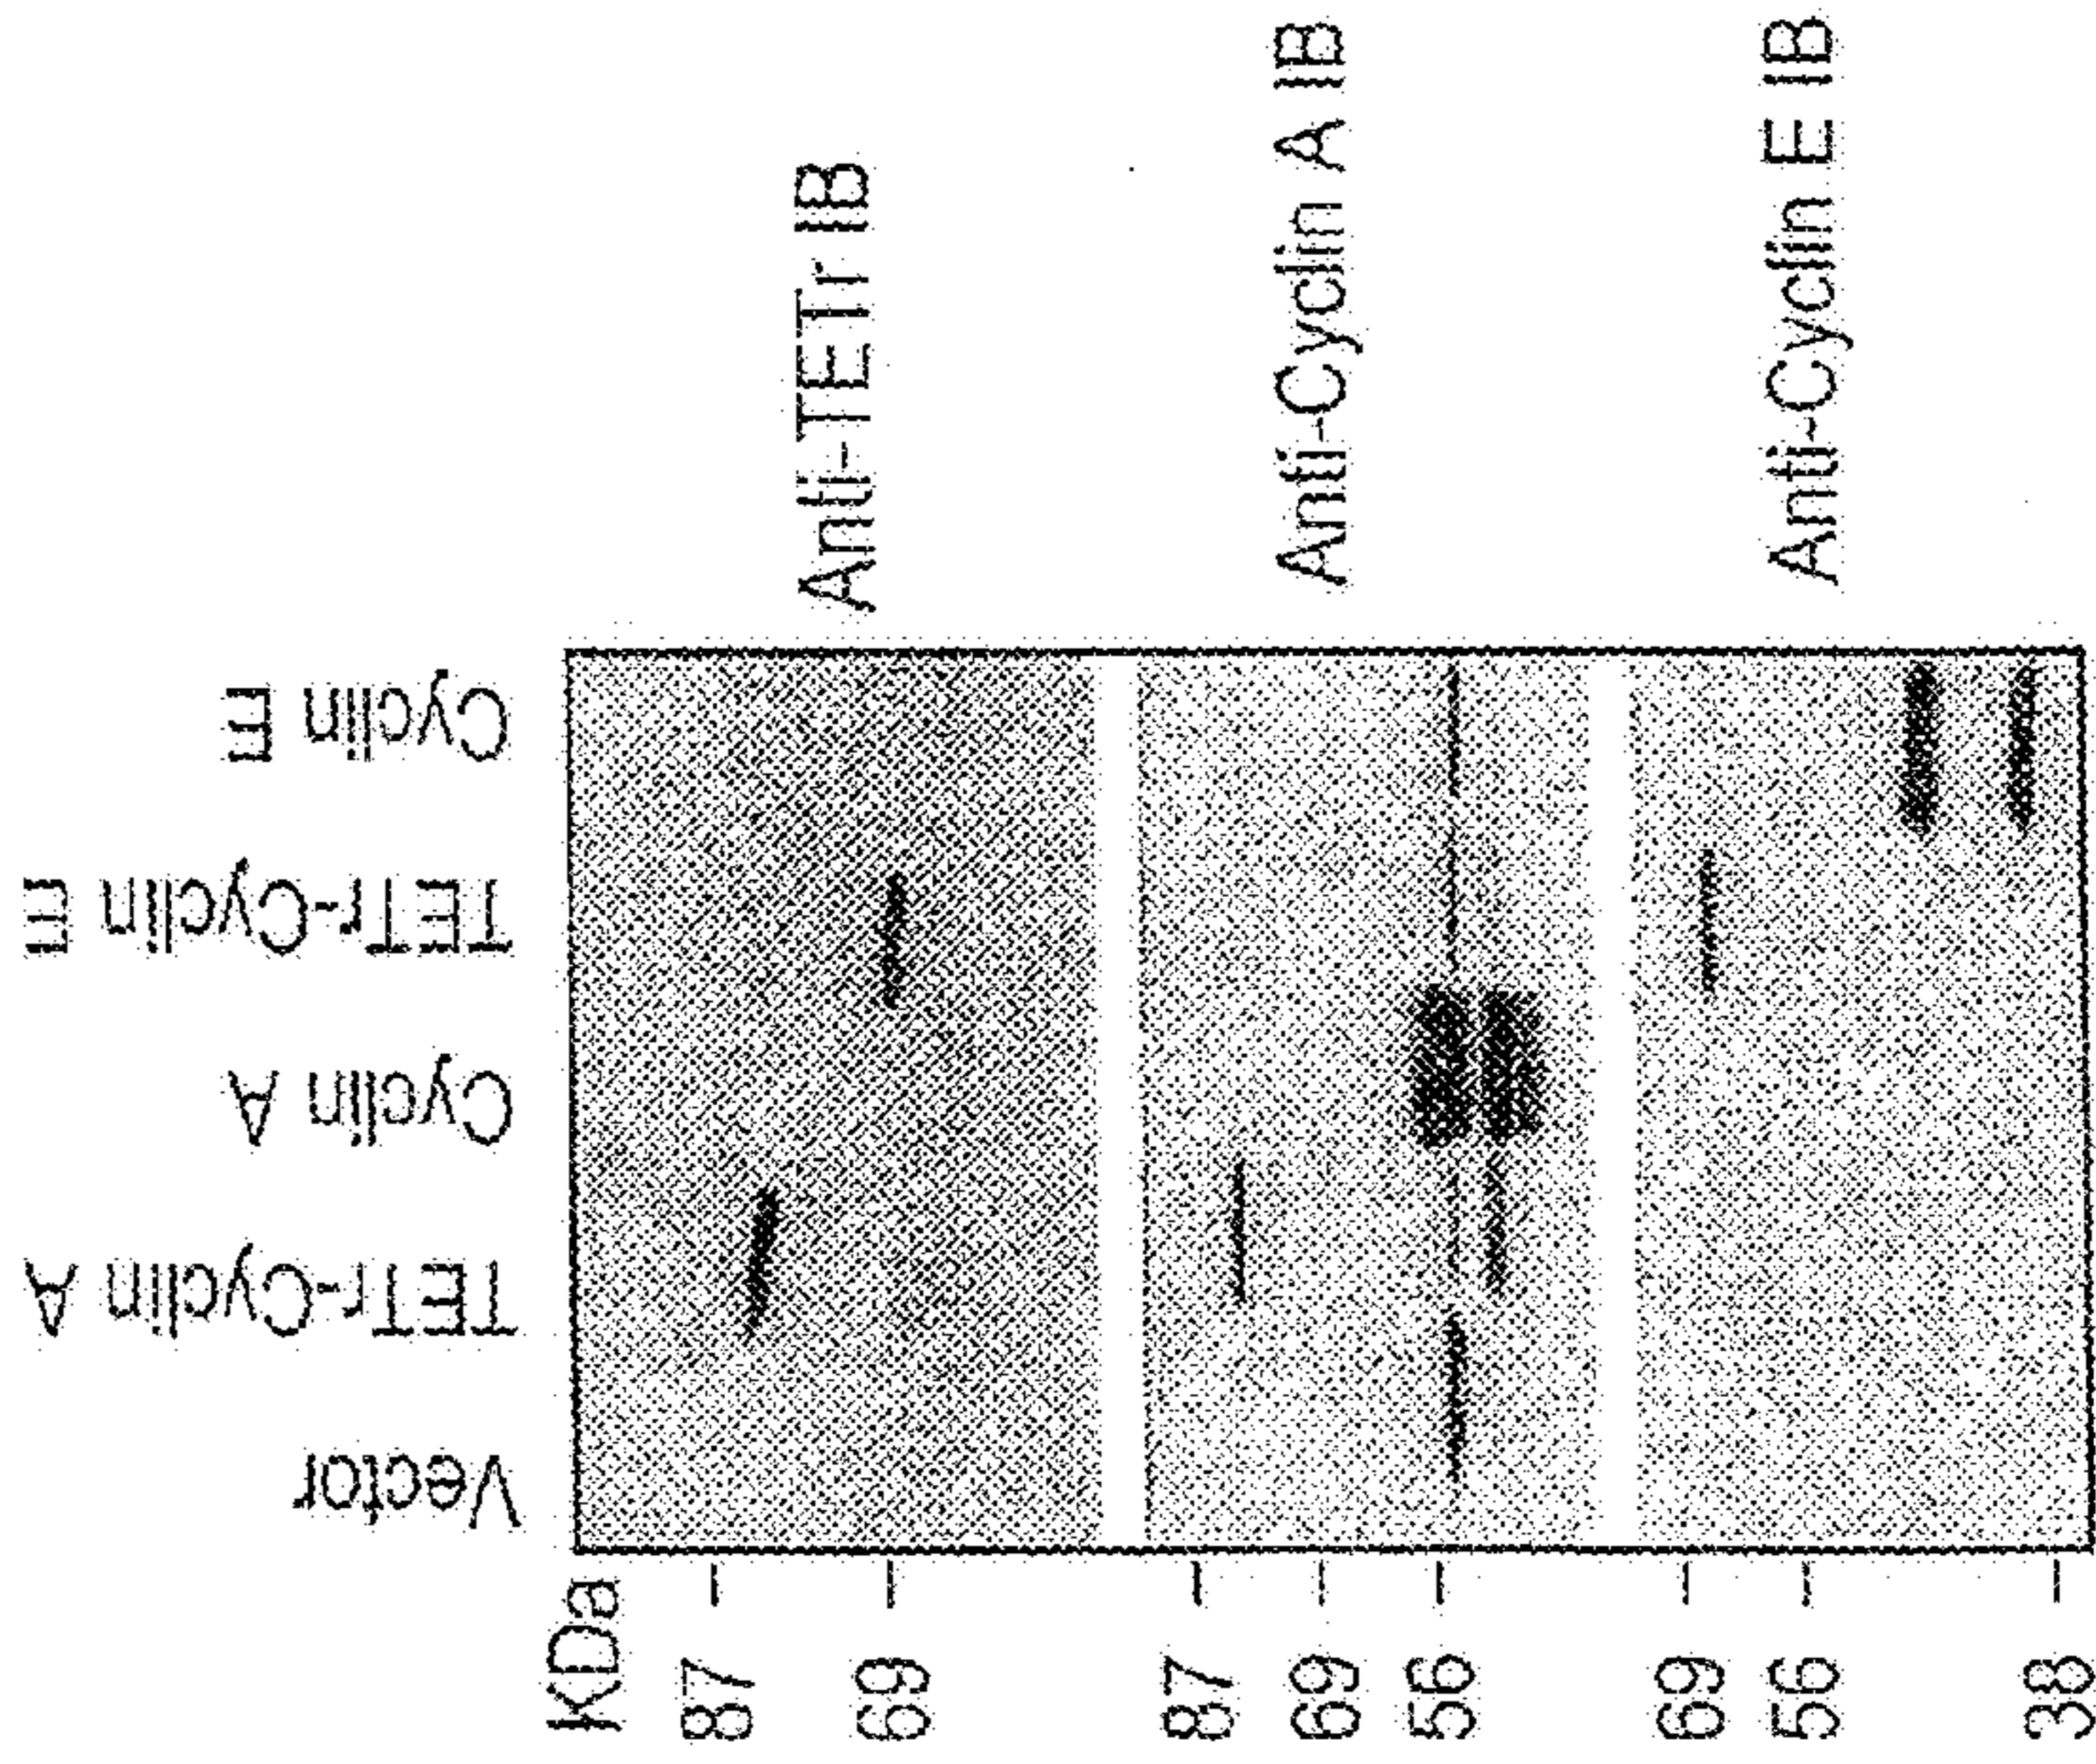 Vector
TETr-Cyclin A
Cyclin A
TETr-Cyclin E
Cyclin E
KDa
87
69
Anti-TETr IB
87
69
56
Anti-Cyclin A IB
69
56
38
Anti-Cyclin E IB